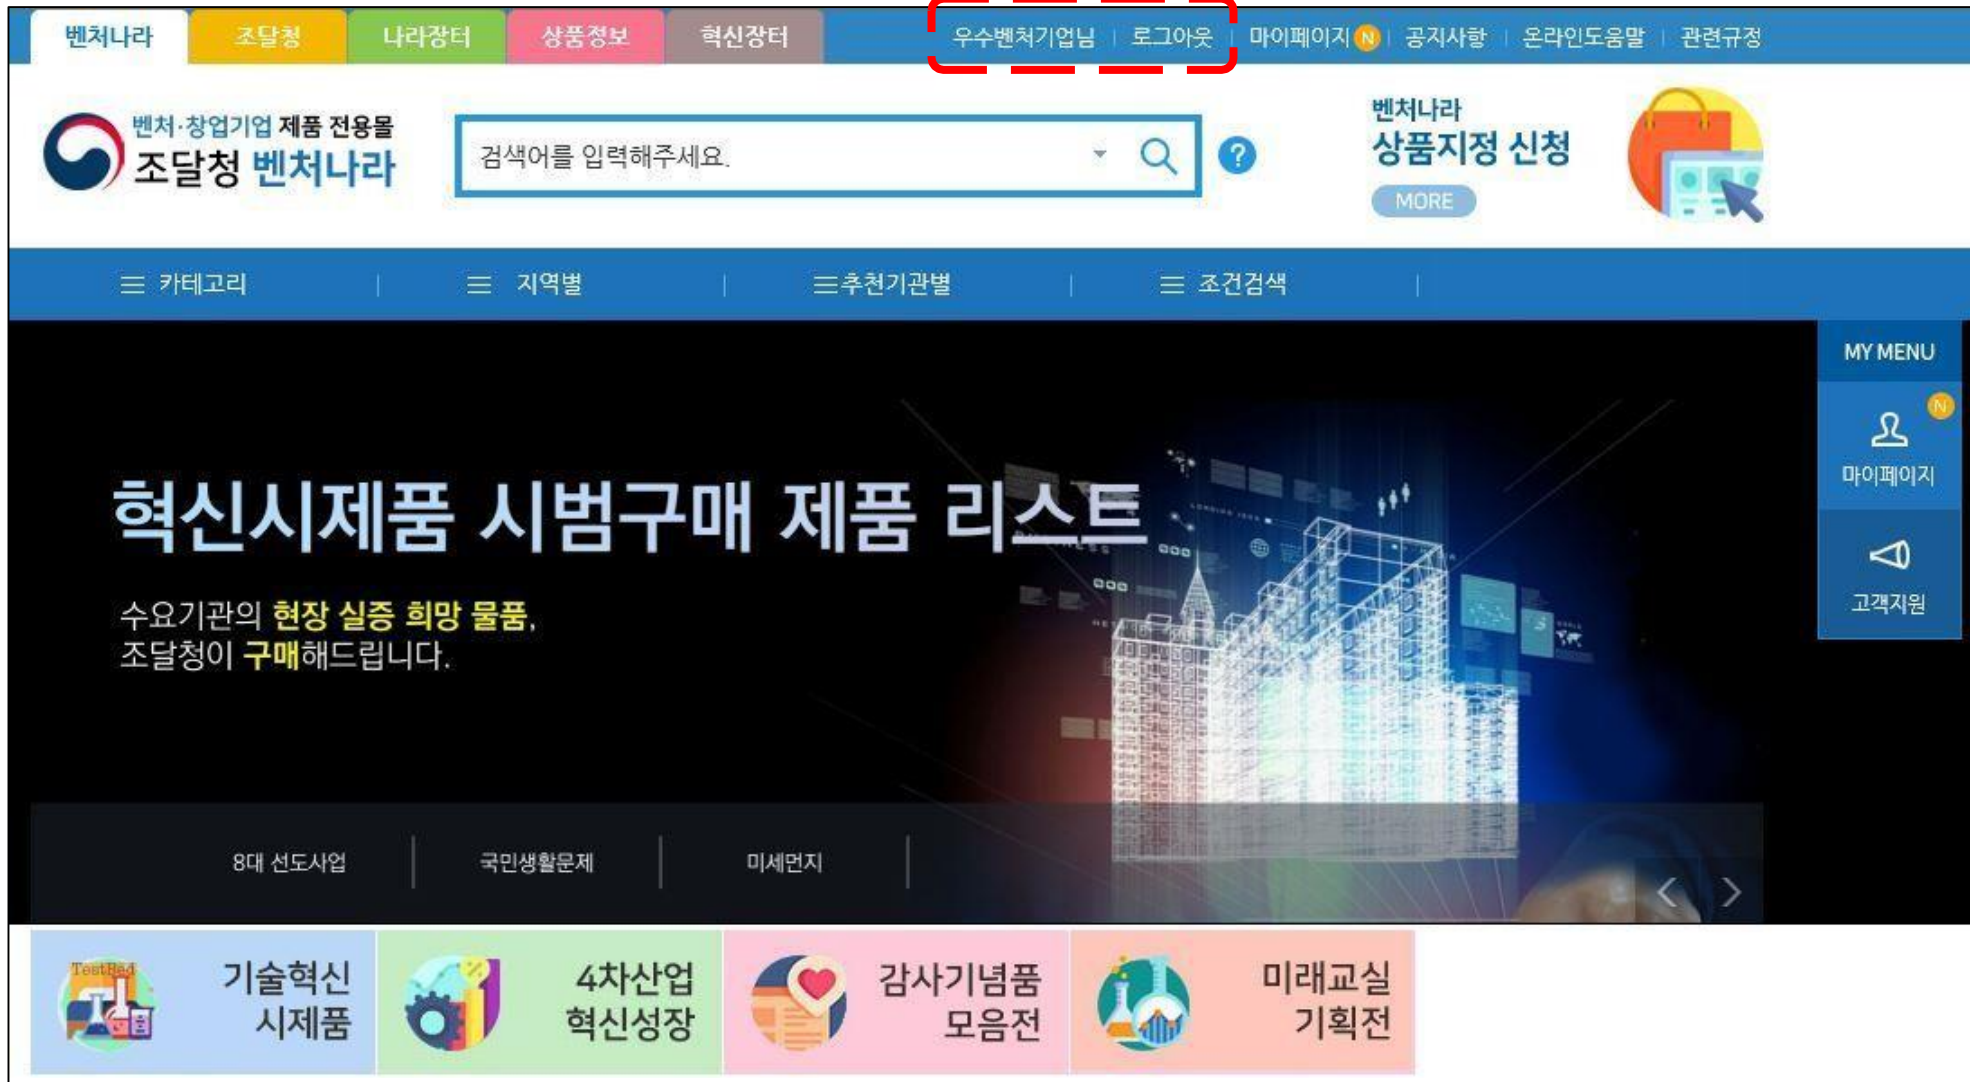 벤처나라 조달청 나라장터 상품정보 혁신장터 우수벤처기업님 로그아웃 마이페이지 N 공지사항 온라인도움말 관련규정
벤처·창업기업 제품 전용몰
조달청 벤처나라
검색어를 입력해주세요.
?
벤처나라
상품지정 신청
MORE
카테고리 지역별 추천기관별 조건검색
MY MENU
N
마이페이지
고객지원
혁신시제품 시범구매 제품 리스트
수요기관의 현장 실증 희망 물품,
조달청이 구매해드립니다.
8대 선도사업 국민생활문제 미세먼지
TestBed
기술혁신
시제품
4차산업
혁신성장
감사기념품
모음전
미래교실
기획전